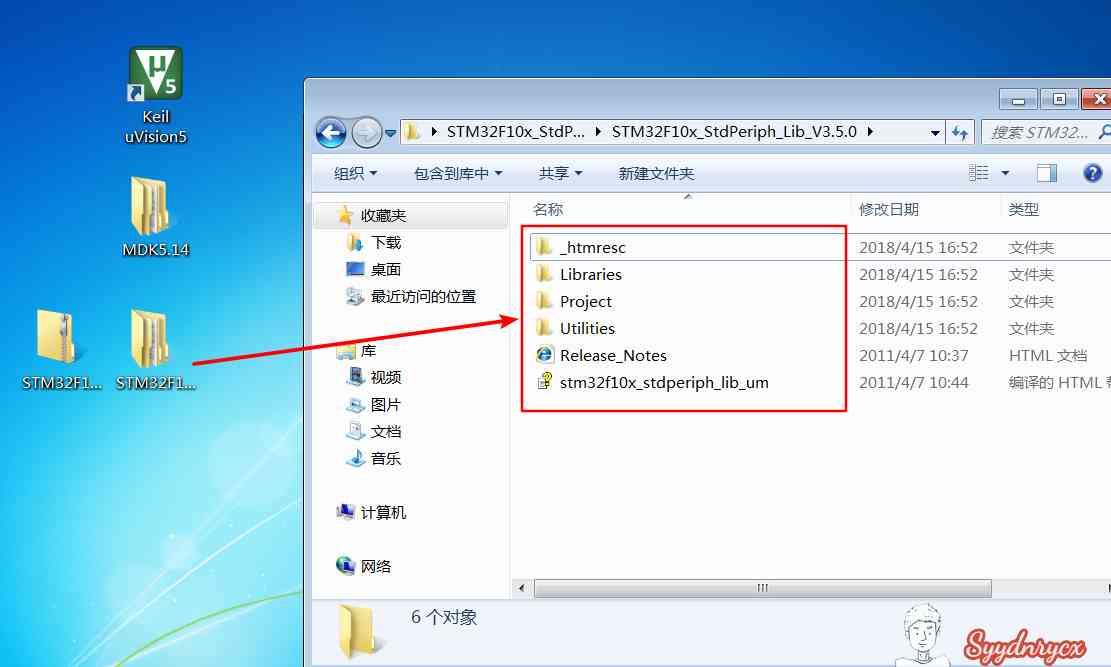 Keil
uVision5
MDK5.14
STM32F1...
STM32F1...
STM32F10x_StdP...
STM32F10x_StdPeriph_Lib_V3.5.0
搜索 STM32...
组织
包含到库中
共享
新建文件夹
名称
修改日期
类型
收藏夹
下载
桌面
最近访问的位置
库
视频
图片
文档
音乐
计算机
网络
_htmresc 2018/4/15 16:52 文件夹
Libraries 2018/4/15 16:52 文件夹
Project 2018/4/15 16:52 文件夹
Utilities 2018/4/15 16:52 文件夹
Release_Notes 2011/4/7 10:37 HTML 文档
stm32f10x_stdperiph_lib_um 2011/4/7 10:44 编译的 HTML
6 个对象
Syydnrycx